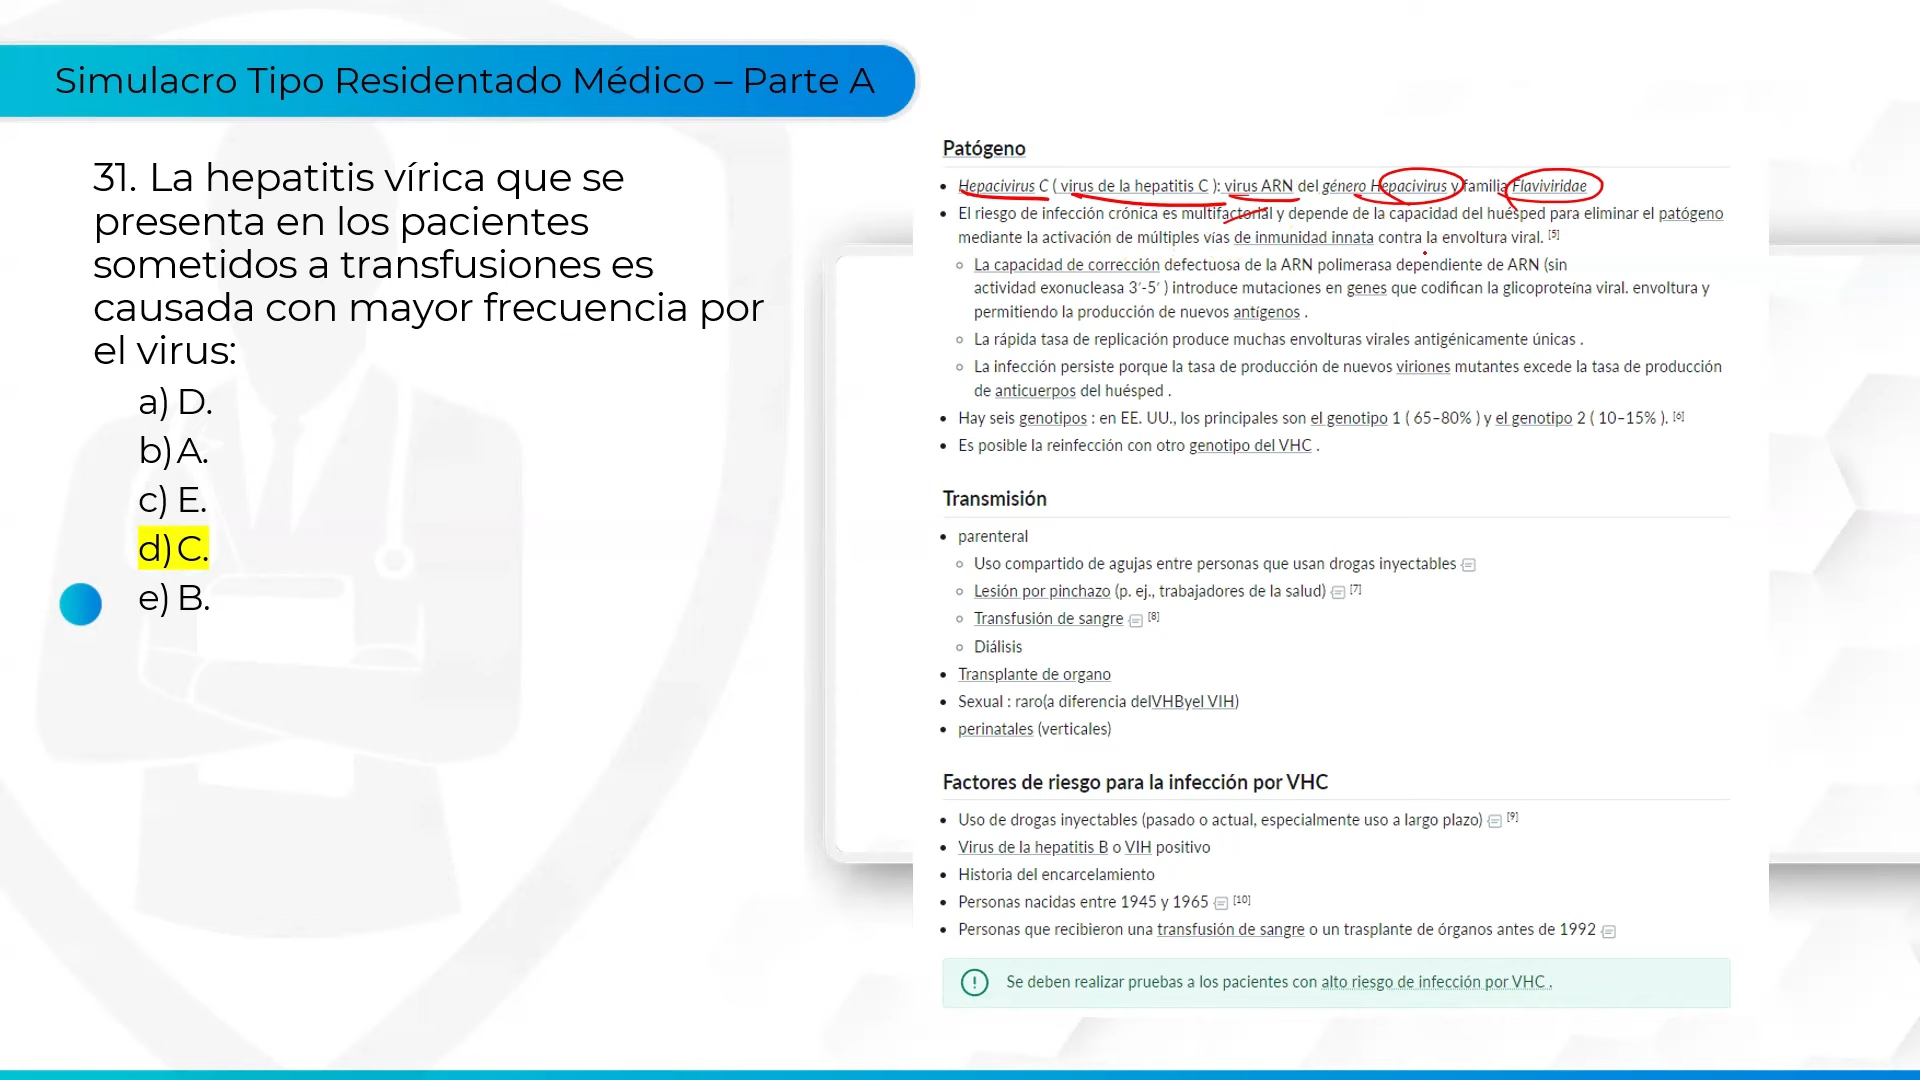 Simulacro Tipo Residentado Médico – Parte A
31. La hepatitis vírica que se
presenta en los pacientes
sometidos a transfusiones es
causada con mayor frecuencia por
el virus:
a) D.
b) A.
c) E.
d) C.
e) B.
Patógeno
• Hepacivirus C ( virus de la hepatitis C ): virus ARN del género Hepacivirus y familia Flaviviridae
• El riesgo de infección crónica es multifactorial y depende de la capacidad del huésped para eliminar el patógeno
mediante la activación de múltiples vías de inmunidad innata contra la envoltura viral. [5]
◦ La capacidad de corrección defectuosa de la ARN polimerasa dependiente de ARN (sin
actividad exonucleasa 3′-5′ ) introduce mutaciones en genes que codifican la glicoproteína viral. envoltura y
permitiendo la producción de nuevos antígenos .
◦ La rápida tasa de replicación produce muchas envolturas virales antigénicamente únicas .
◦ La infección persiste porque la tasa de producción de nuevos viriones mutantes excede la tasa de producción
de anticuerpos del huésped .
• Hay seis genotipos : en EE. UU., los principales son el genotipo 1 ( 65–80% ) y el genotipo 2 ( 10–15% ). [6]
• Es posible la reinfección con otro genotipo del VHC .
Transmisión
• parenteral
◦ Uso compartido de agujas entre personas que usan drogas inyectables
◦ Lesión por pinchazo (p. ej., trabajadores de la salud) [7]
◦ Transfusión de sangre [8]
◦ Diálisis
• Transplante de organo
• Sexual : raro(a diferencia delVHByel VIH)
• perinatales (verticales)
Factores de riesgo para la infección por VHC
• Uso de drogas inyectables (pasado o actual, especialmente uso a largo plazo) [9]
• Virus de la hepatitis B o VIH positivo
• Historia del encarcelamiento
• Personas nacidas entre 1945 y 1965 [10]
• Personas que recibieron una transfusión de sangre o un trasplante de órganos antes de 1992
! Se deben realizar pruebas a los pacientes con alto riesgo de infección por VHC .